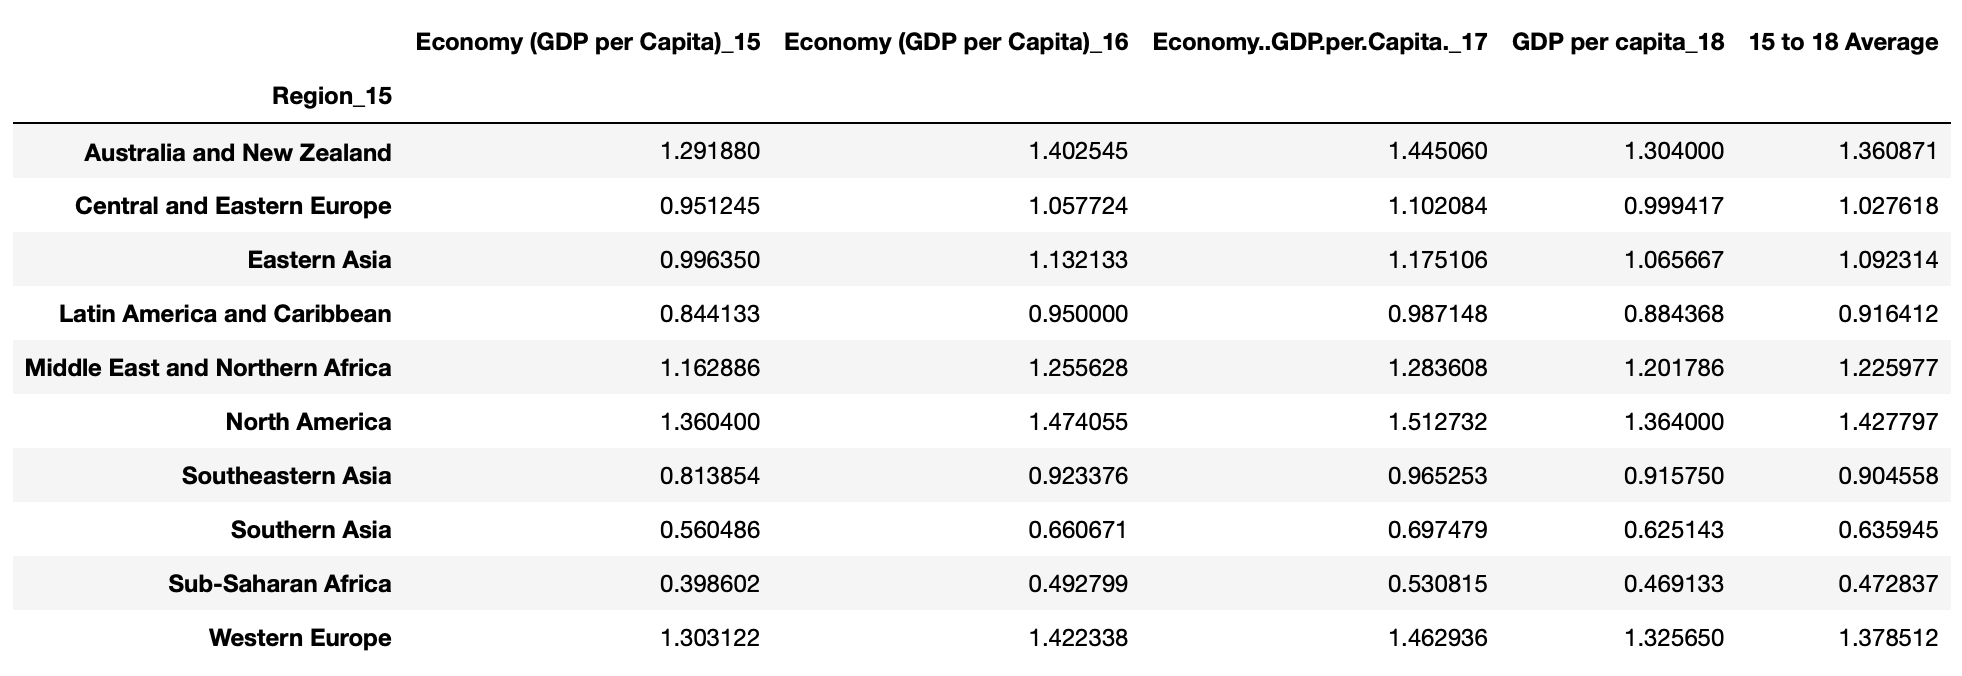 Economy (GDP per Capita)_15 Economy (GDP per Capita)_16 Economy..GDP.per.Capita._17 GDP per capita_18 15 to 18 Average
Region_15
Australia and New Zealand 1.291880 1.402545 1.445060 1.304000 1.360871
Central and Eastern Europe 0.951245 1.057724 1.102084 0.999417 1.027618
Eastern Asia 0.996350 1.132133 1.175106 1.065667 1.092314
Latin America and Caribbean 0.844133 0.950000 0.987148 0.884368 0.916412
Middle East and Northern Africa 1.162886 1.255628 1.283608 1.201786 1.225977
North America 1.360400 1.474055 1.512732 1.364000 1.427797
Southeastern Asia 0.813854 0.923376 0.965253 0.915750 0.904558
Southern Asia 0.560486 0.660671 0.697479 0.625143 0.635945
Sub-Saharan Africa 0.398602 0.492799 0.530815 0.469133 0.472837
Western Europe 1.303122 1.422338 1.462936 1.325650 1.378512